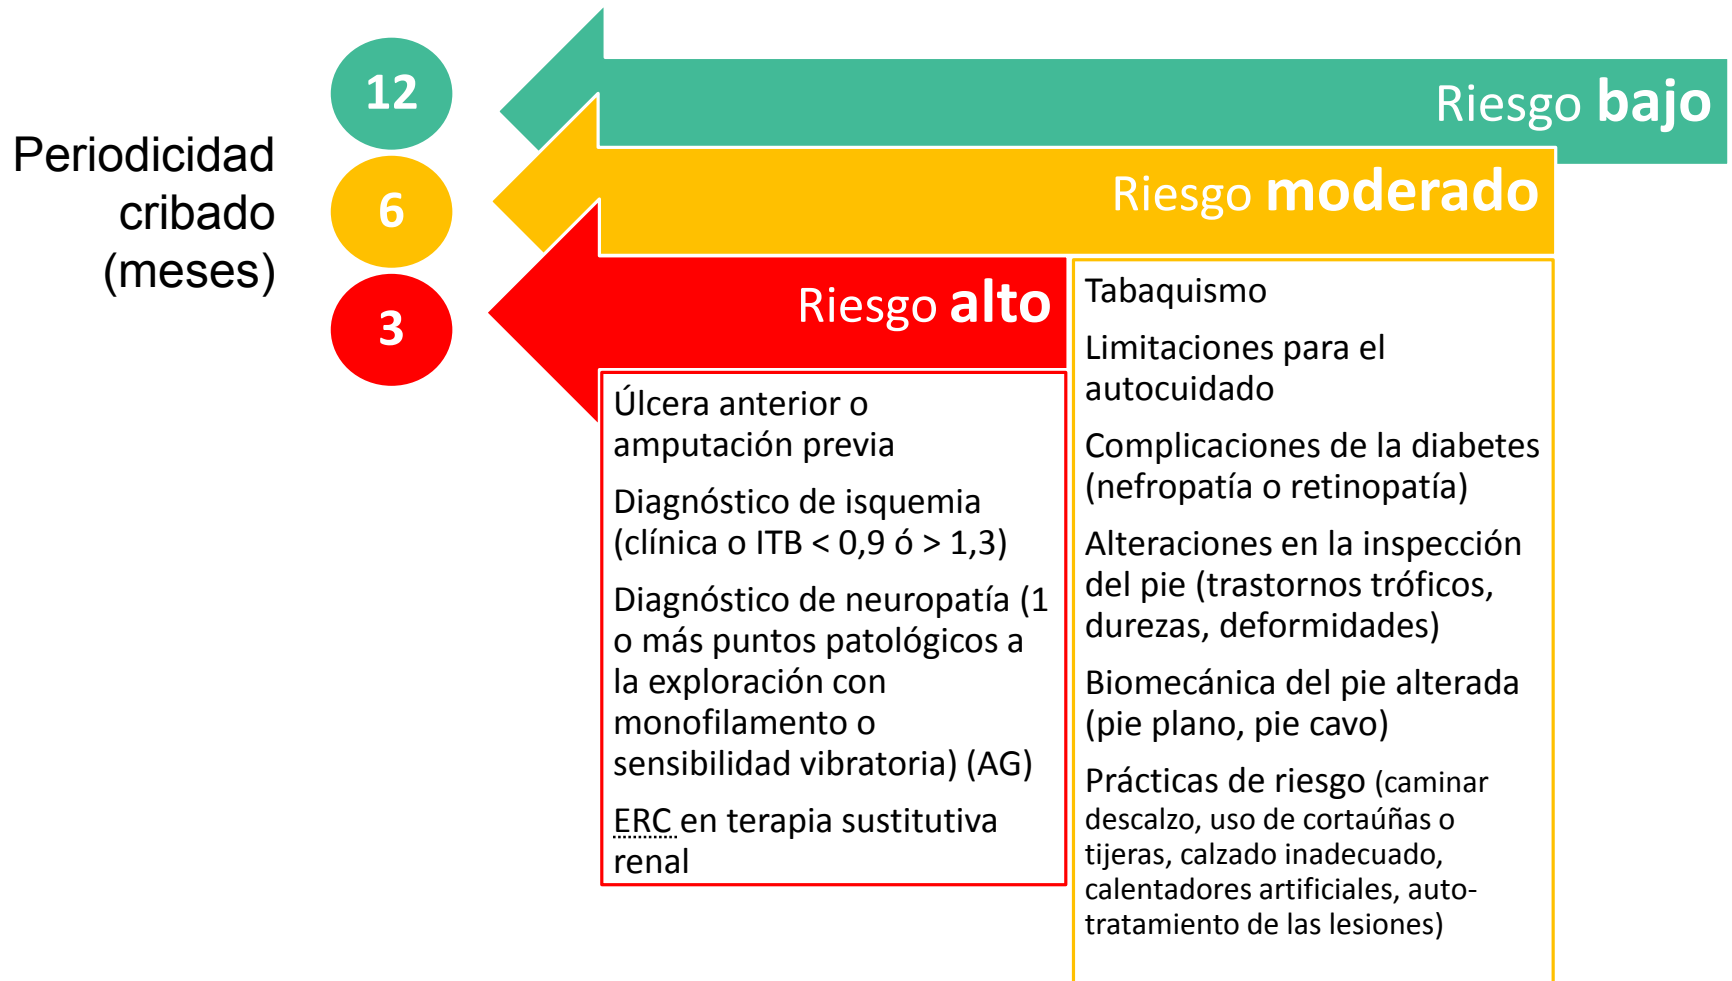 Periodicidad
cribado
(meses)
12
6
3
Riesgo bajo
Riesgo moderado
Riesgo alto
Úlcera anterior o
amputación previa
Diagnóstico de isquemia
(clínica o ITB < 0,9 ó > 1,3)
Diagnóstico de neuropatía (1
o más puntos patológicos a
la exploración con
monofilamento o
sensibilidad vibratoria) (AG)
ERC en terapia sustitutiva
renal
Tabaquismo
Limitaciones para el
autocuidado
Complicaciones de la diabetes
(nefropatía o retinopatía)
Alteraciones en la inspección
del pie (trastornos tróficos,
durezas, deformidades)
Biomecánica del pie alterada
(pie plano, pie cavo)
Prácticas de riesgo (caminar
descalzo, uso de cortaúñas o
tijeras, calzado inadecuado,
calentadores artificiales, auto-
tratamiento de las lesiones)